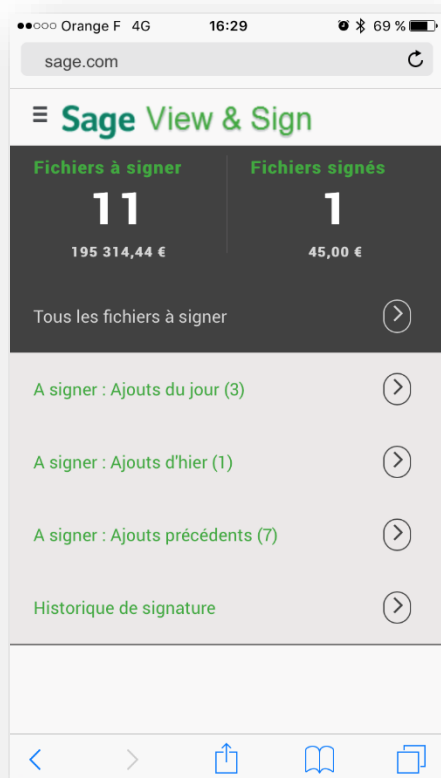 Orange F 4G 16:29 69 %
sage.com
Sage View & Sign
Fichiers à signer Fichiers signés
11 1
195 314,44 € 45,00 €
Tous les fichiers à signer
A signer : Ajouts du jour (3)
A signer : Ajouts d'hier (1)
A signer : Ajouts précédents (7)
Historique de signature